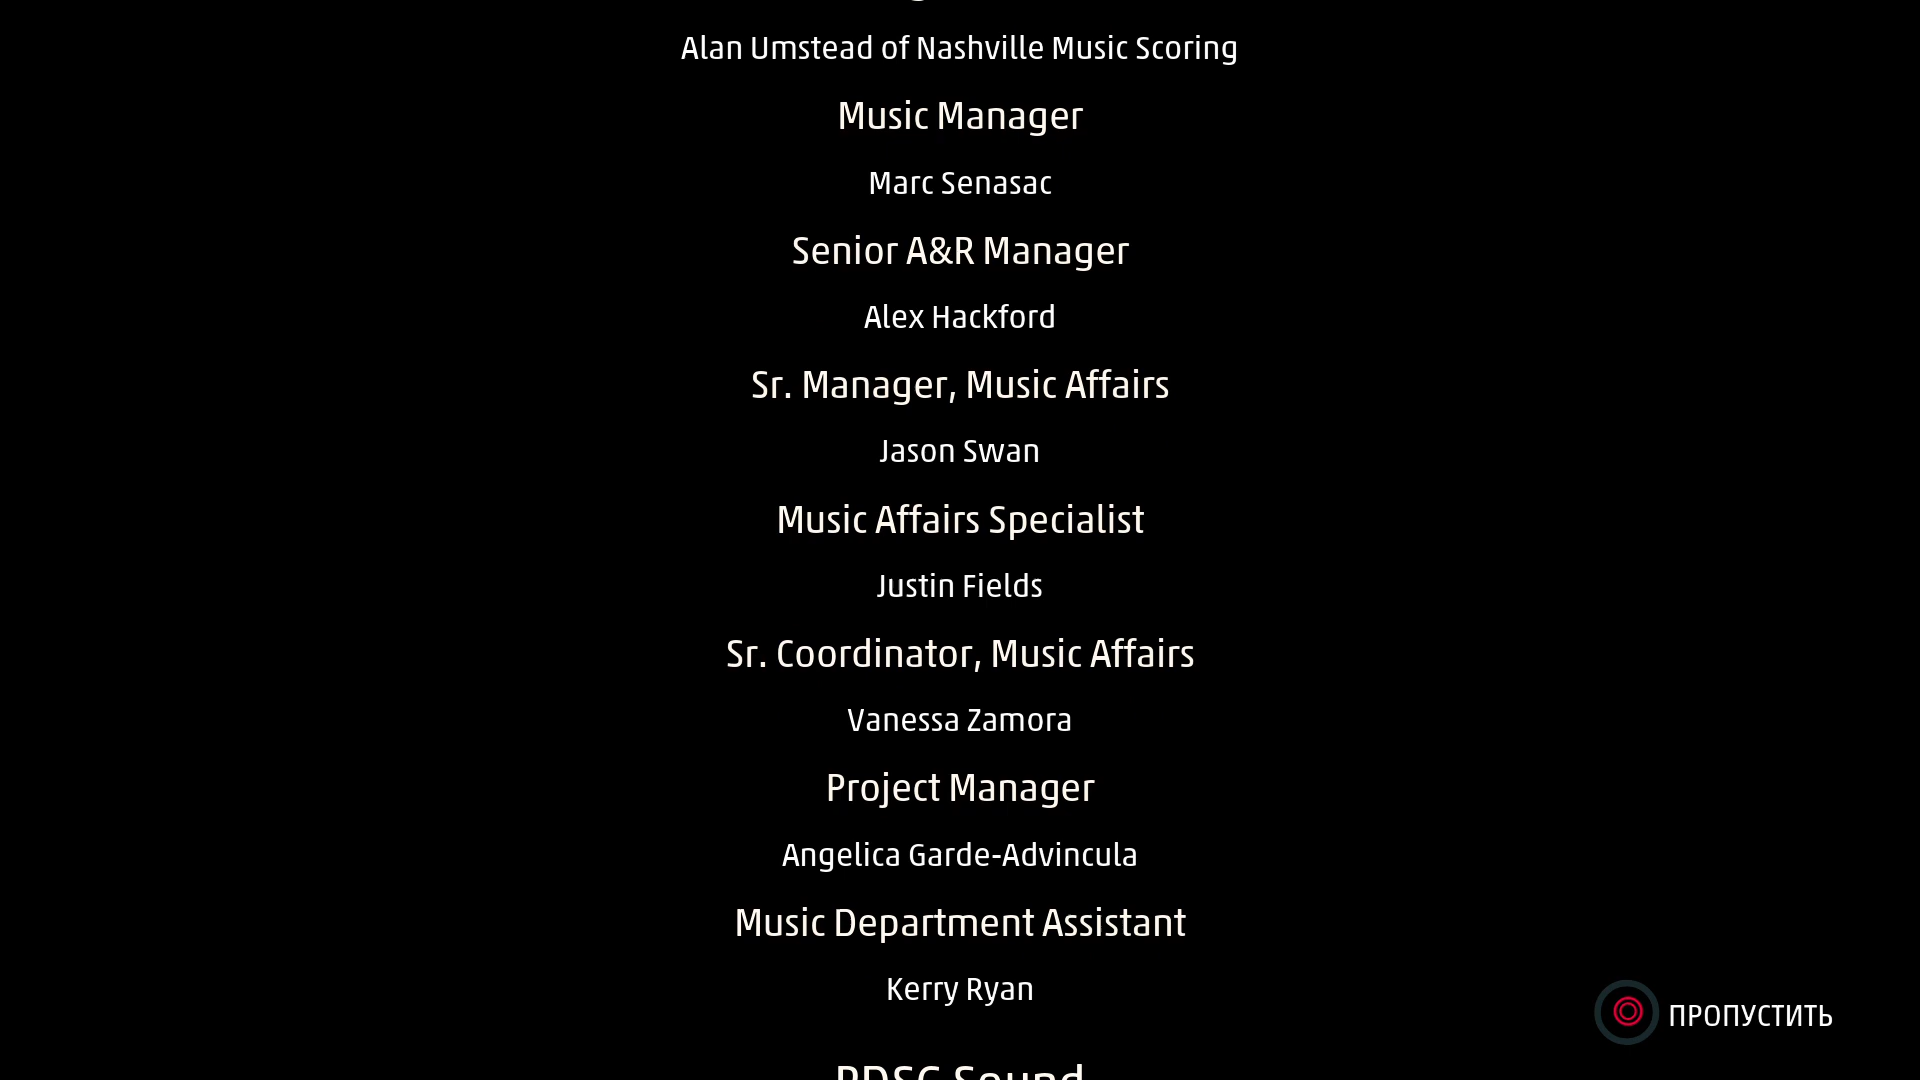 Alan Umstead of Nashville Music Scoring
Music Manager
Marc Senasac
Senior A&R Manager
Alex Hackford
Sr. Manager, Music Affairs
Jason Swan
Music Affairs Specialist
Justin Fields
Sr. Coordinator, Music Affairs
Vanessa Zamora
Project Manager
Angelica Garde-Advincula
Music Department Assistant
Kerry Ryan
ПРОПУСТИТЬ
PDSG Sound